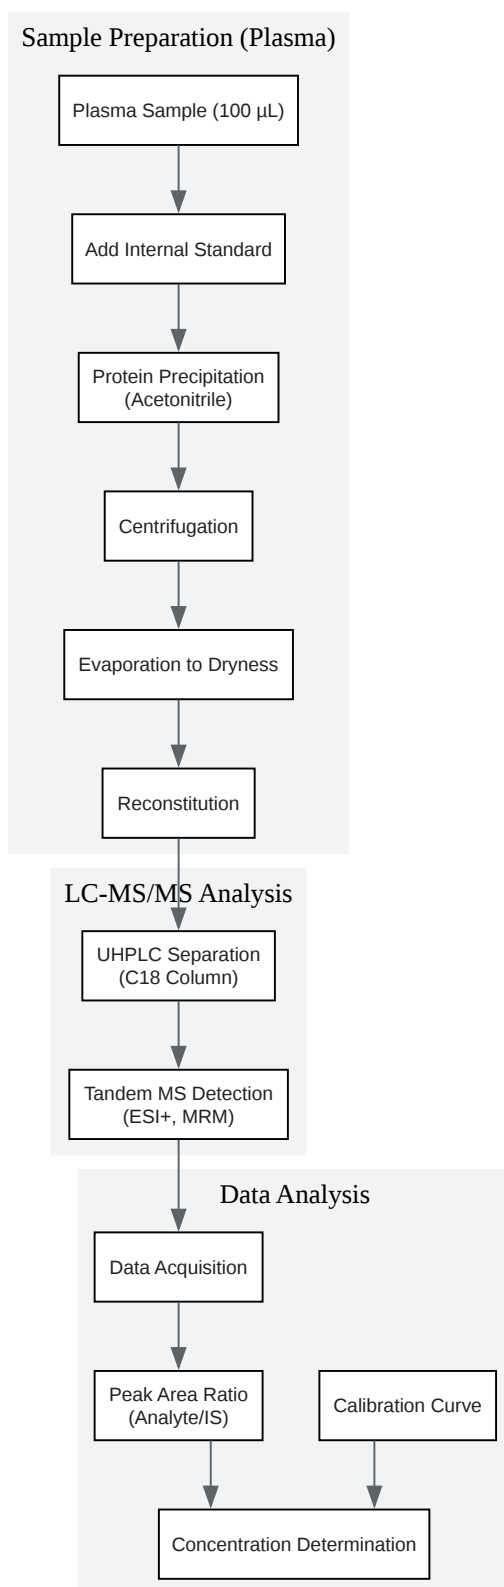 Sample Preparation (Plasma)
Plasma Sample (100 µL)
Add Internal Standard
Protein Precipitation
(Acetonitrile)
Centrifugation
Evaporation to Dryness
Reconstitution
LC-MS/MS Analysis
UHPLC Separation
(C18 Column)
Tandem MS Detection
(ESI+, MRM)
Data Analysis
Data Acquisition
Peak Area Ratio
(Analyte/IS)
Calibration Curve
Concentration Determination